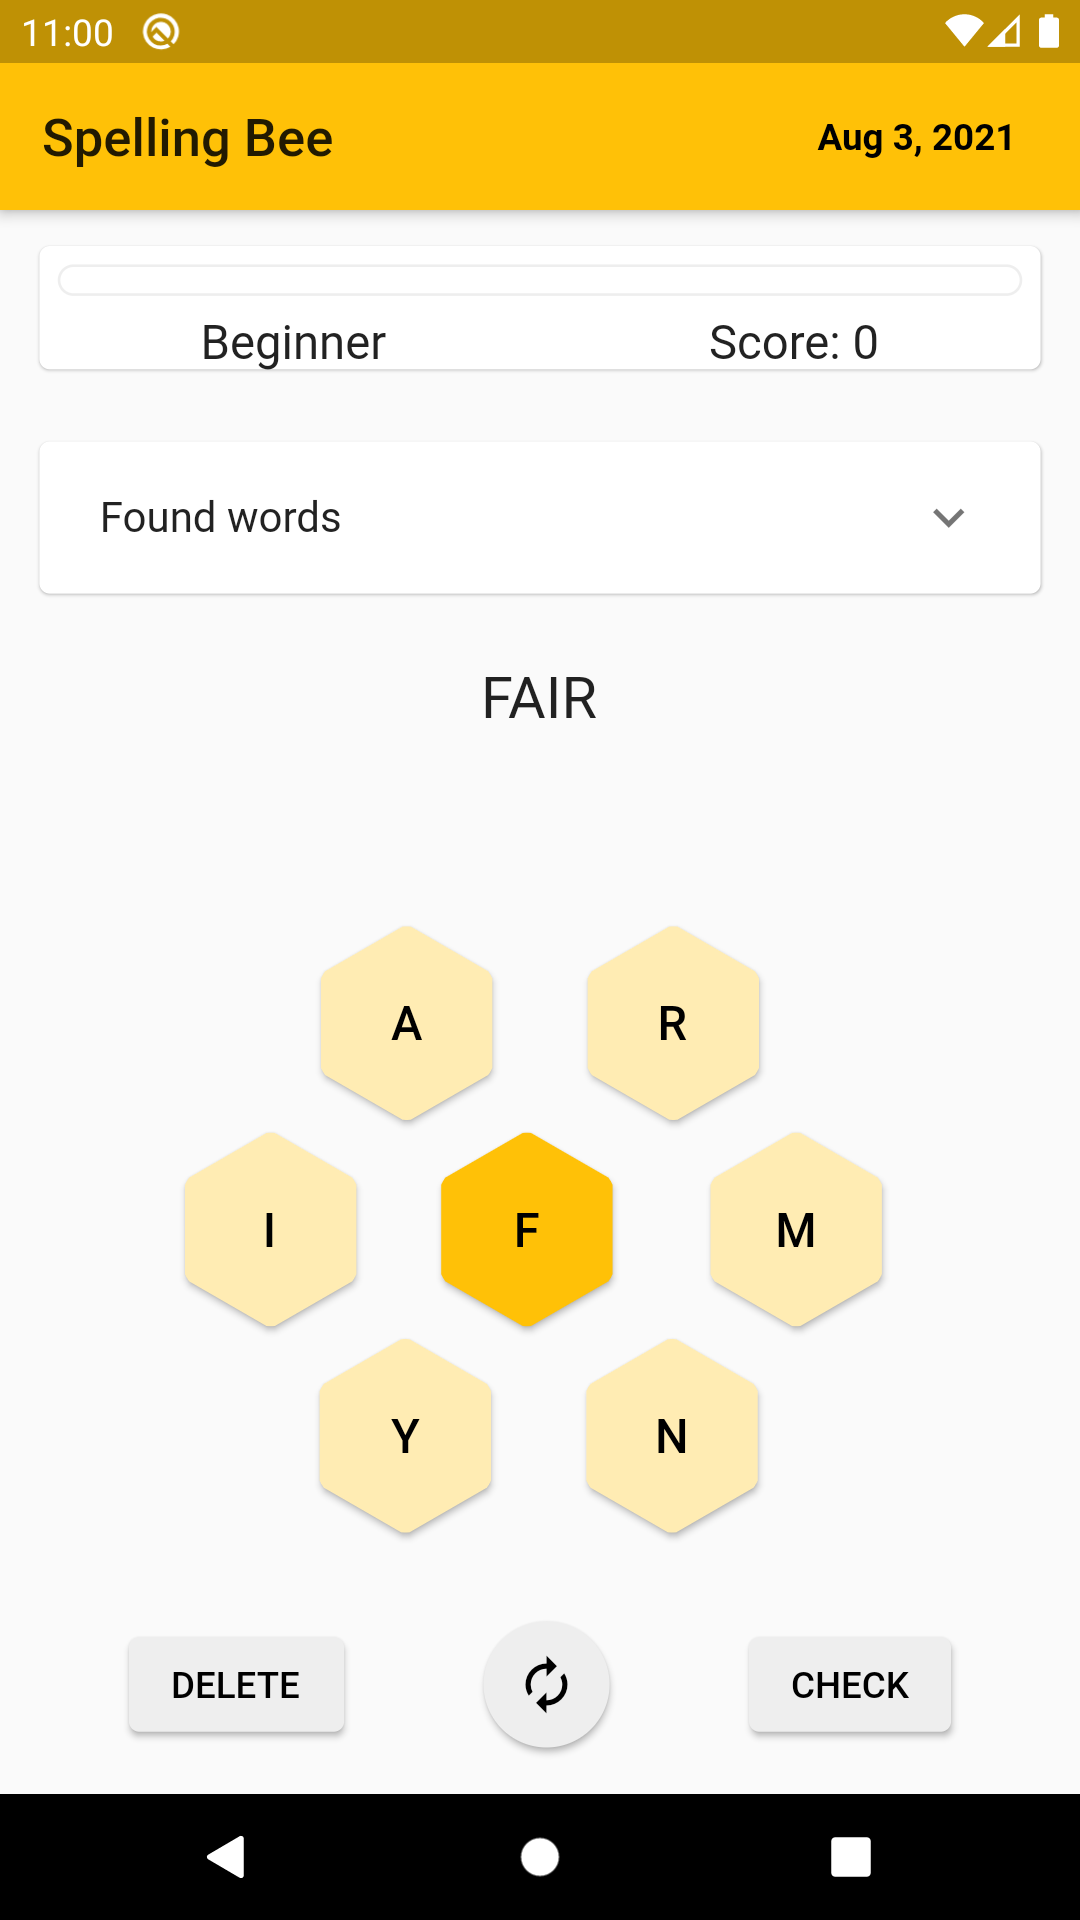 11:00
Spelling Bee
Aug 3, 2021
Beginner
Score: 0
Found words
FAIR
A
R
I
F
M
Y
N
DELETE
CHECK